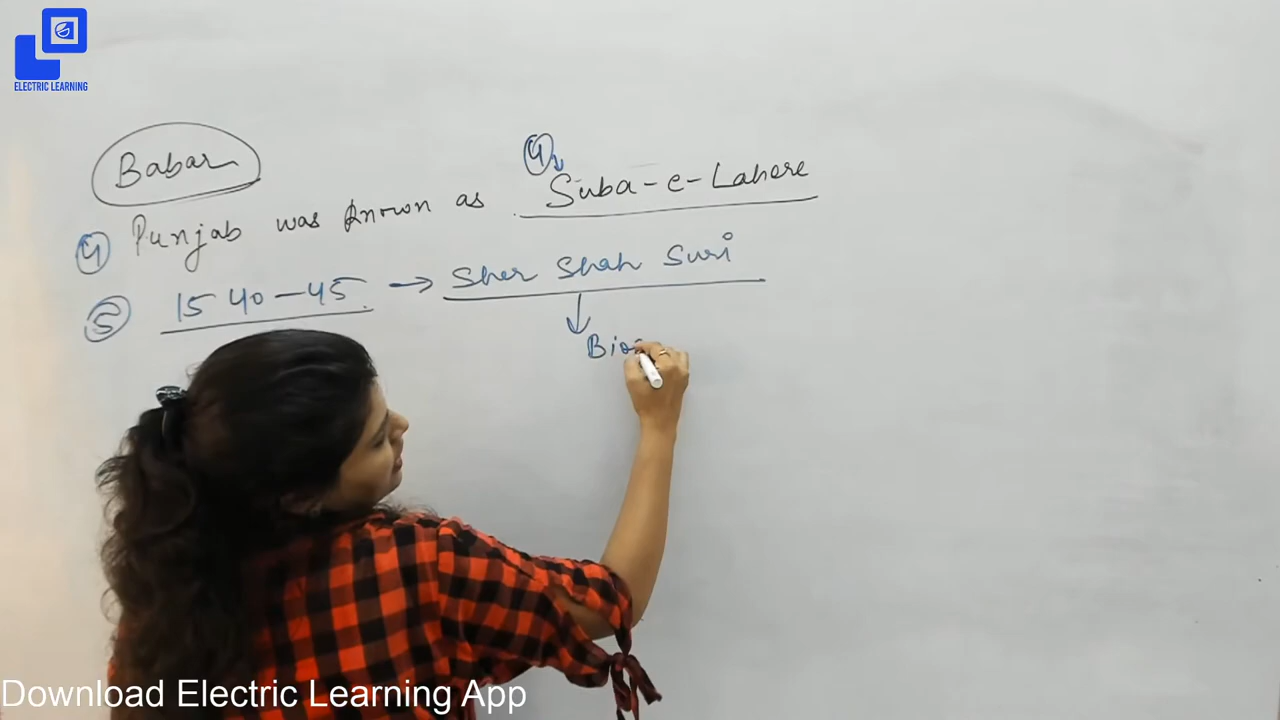 ELECTRIC LEARNING
Babar
4
4 Punjab was known as Suba-e-Lahore
5 1540-45 → Sher Shah Suri
↓
Bio
Download Electric Learning App